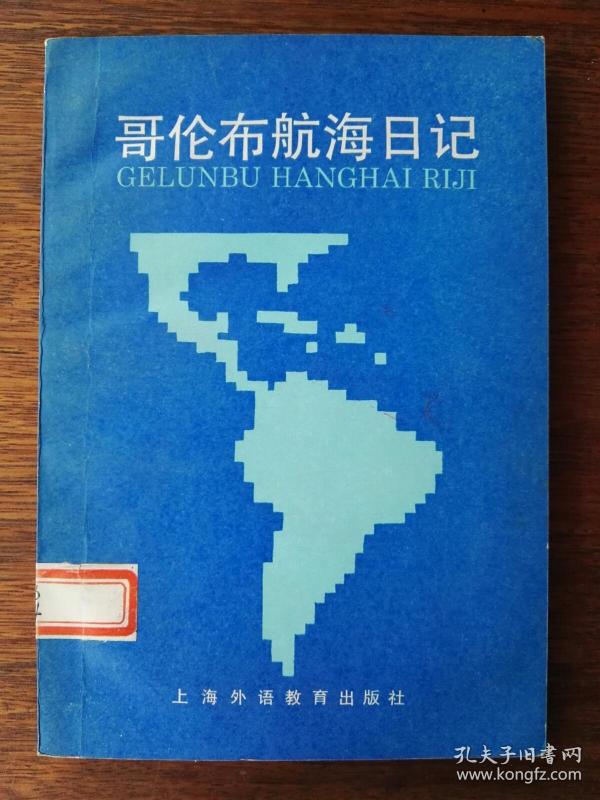 哥伦布航海日记
GELUNBU HANGHAI RIJI
上海外语教育出版社
孔夫子旧书网
www.kongfz.com